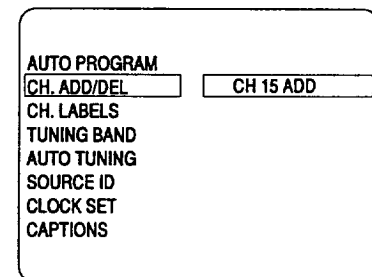 AUTO PROGRAM
CH. ADD/DEL CH 15 ADD
CH. LABELS
TUNING BAND
AUTO TUNING
SOURCE ID
CLOCK SET
CAPTIONS